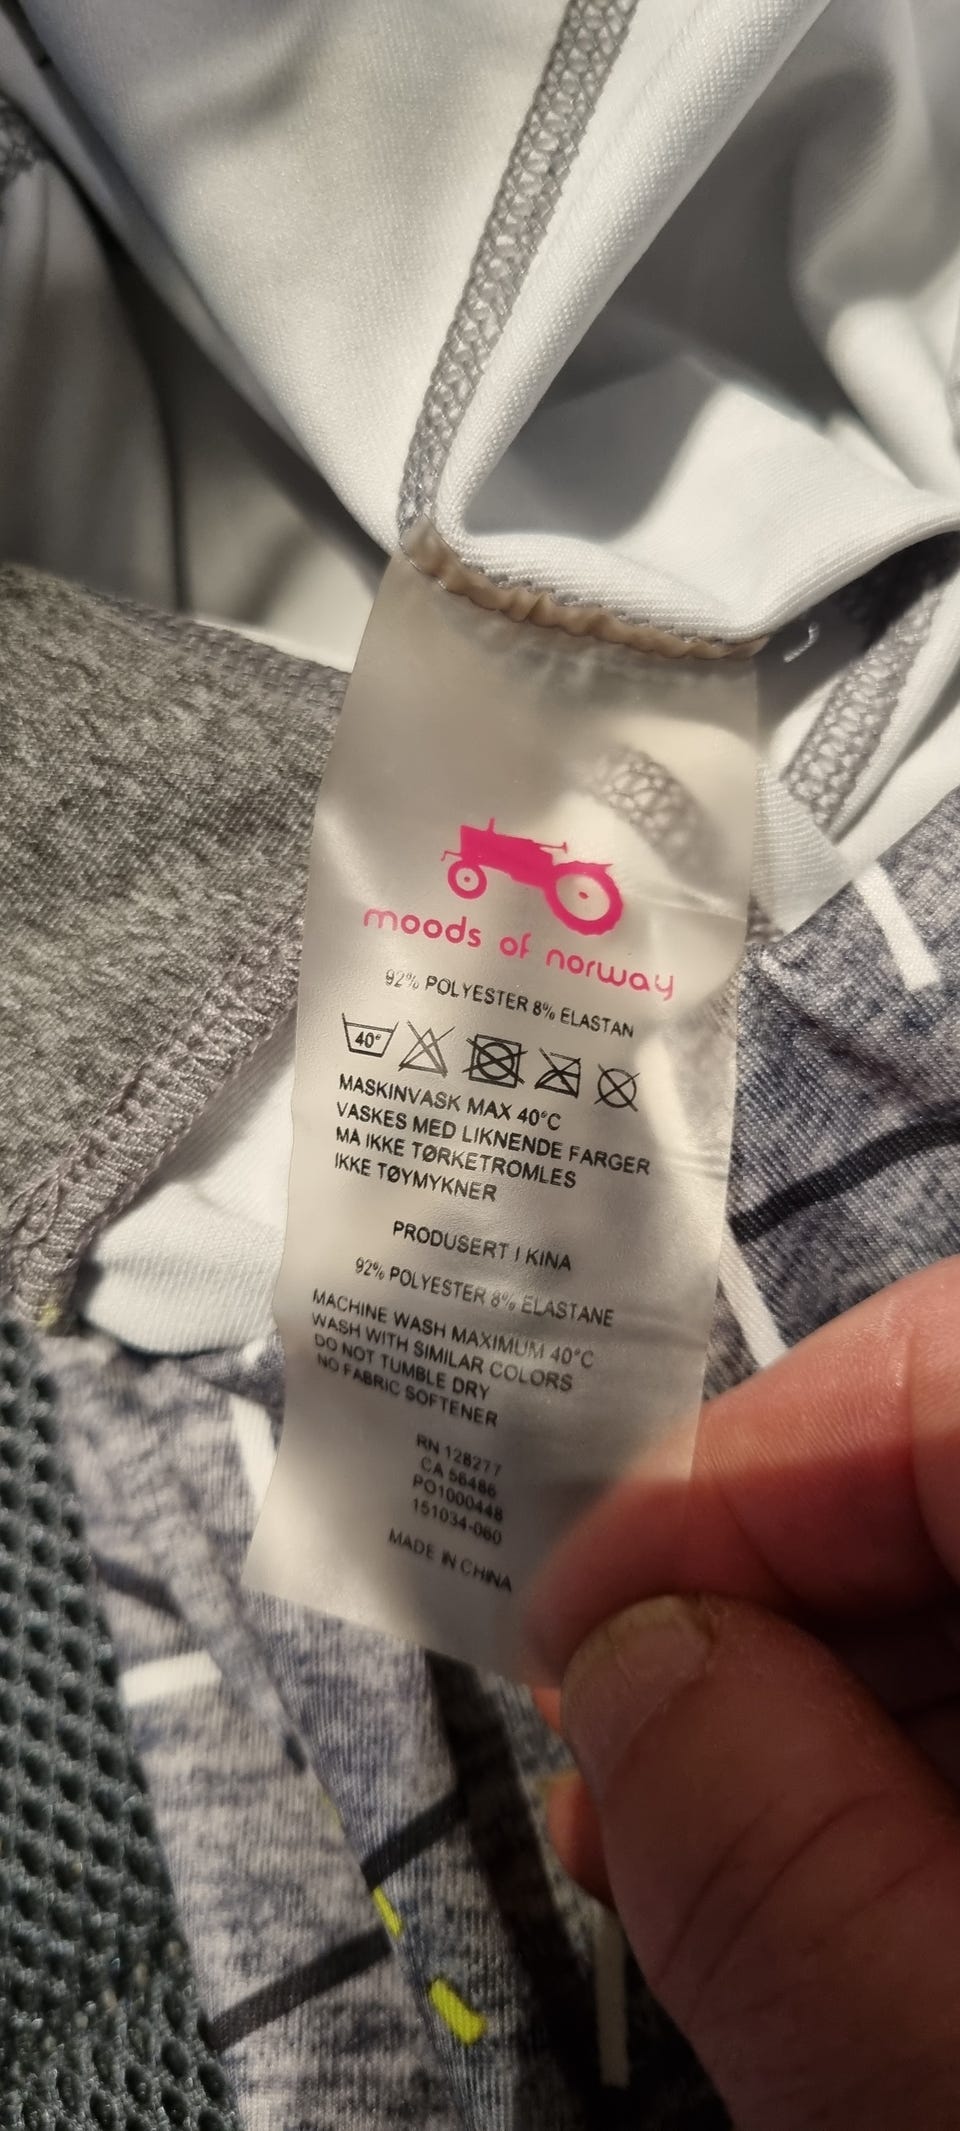 moods of norway
92% POLYESTER 8% ELASTAN
40°
MASKINVASK MAX 40°C
VASKES MED LIKNENDE FARGER
MA IKKE TØRKETROMLES
IKKE TØYMYKNER
PRODUSERT I KINA
92% POLYESTER 8% ELASTANE
MACHINE WASH MAXIMUM 40°C
WASH WITH SIMILAR COLORS
DO NOT TUMBLE DRY
NO FABRIC SOFTENER
RN 128277
CA 56486
PO1000448
151034-060
MADE IN CHINA